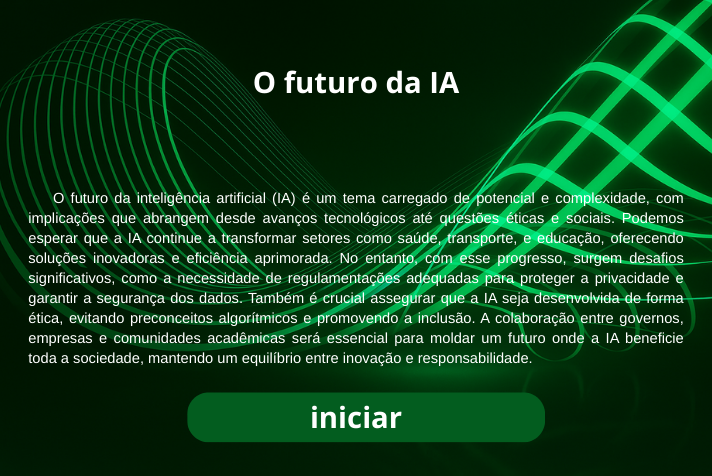 O futuro da IA
O futuro da inteligência artificial (IA) é um tema carregado de potencial e complexidade, com
implicações que abrangem desde avanços tecnológicos até questões éticas e sociais. Podemos
esperar que a IA continue a transformar setores como saúde, transporte, e educação, oferecendo
soluções inovadoras e eficiência aprimorada. No entanto, com esse progresso, surgem desafios
significativos, como a necessidade de regulamentações adequadas para proteger a privacidade e
garantir a segurança dos dados. Também é crucial assegurar que a IA seja desenvolvida de forma
ética, evitando preconceitos algorítmicos e promovendo a inclusão. A colaboração entre governos,
empresas e comunidades acadêmicas será essencial para moldar um futuro onde a IA beneficie
toda a sociedade, mantendo um equilíbrio entre inovação e responsabilidade.
iniciar